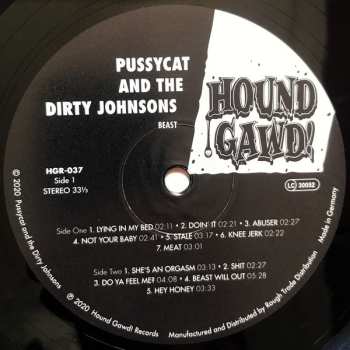 PUSSYCAT
AND THE
DIRTY JOHNSONS
BEAST
HOUND
GAWD!
HGR-037
Side 1
STEREO 33⅓
LC 30052
Made in Germany
Side One 1. LYING IN MY BED 02:11 • 2. DOIN' IT 02:21 • 3. ABUSER 02:27
4. NOT YOUR BABY 02:41 • 5. STALE 03:17 • 6. KNEE JERK 02:22
7. MEAT 03:01
Side Two 1. SHE'S AN ORGASM 03:13 • 2. SHIT 02:27
3. DO YA FEEL ME? 04:08 • 4. BEAST WILL OUT 05:28
5. HEY HONEY 03:33
℗ 2020 Pussycat and the Dirty Johnsons
© 2020 Hound Gawd! Records
Manufactured and Distributed by Rough Trade Distribution